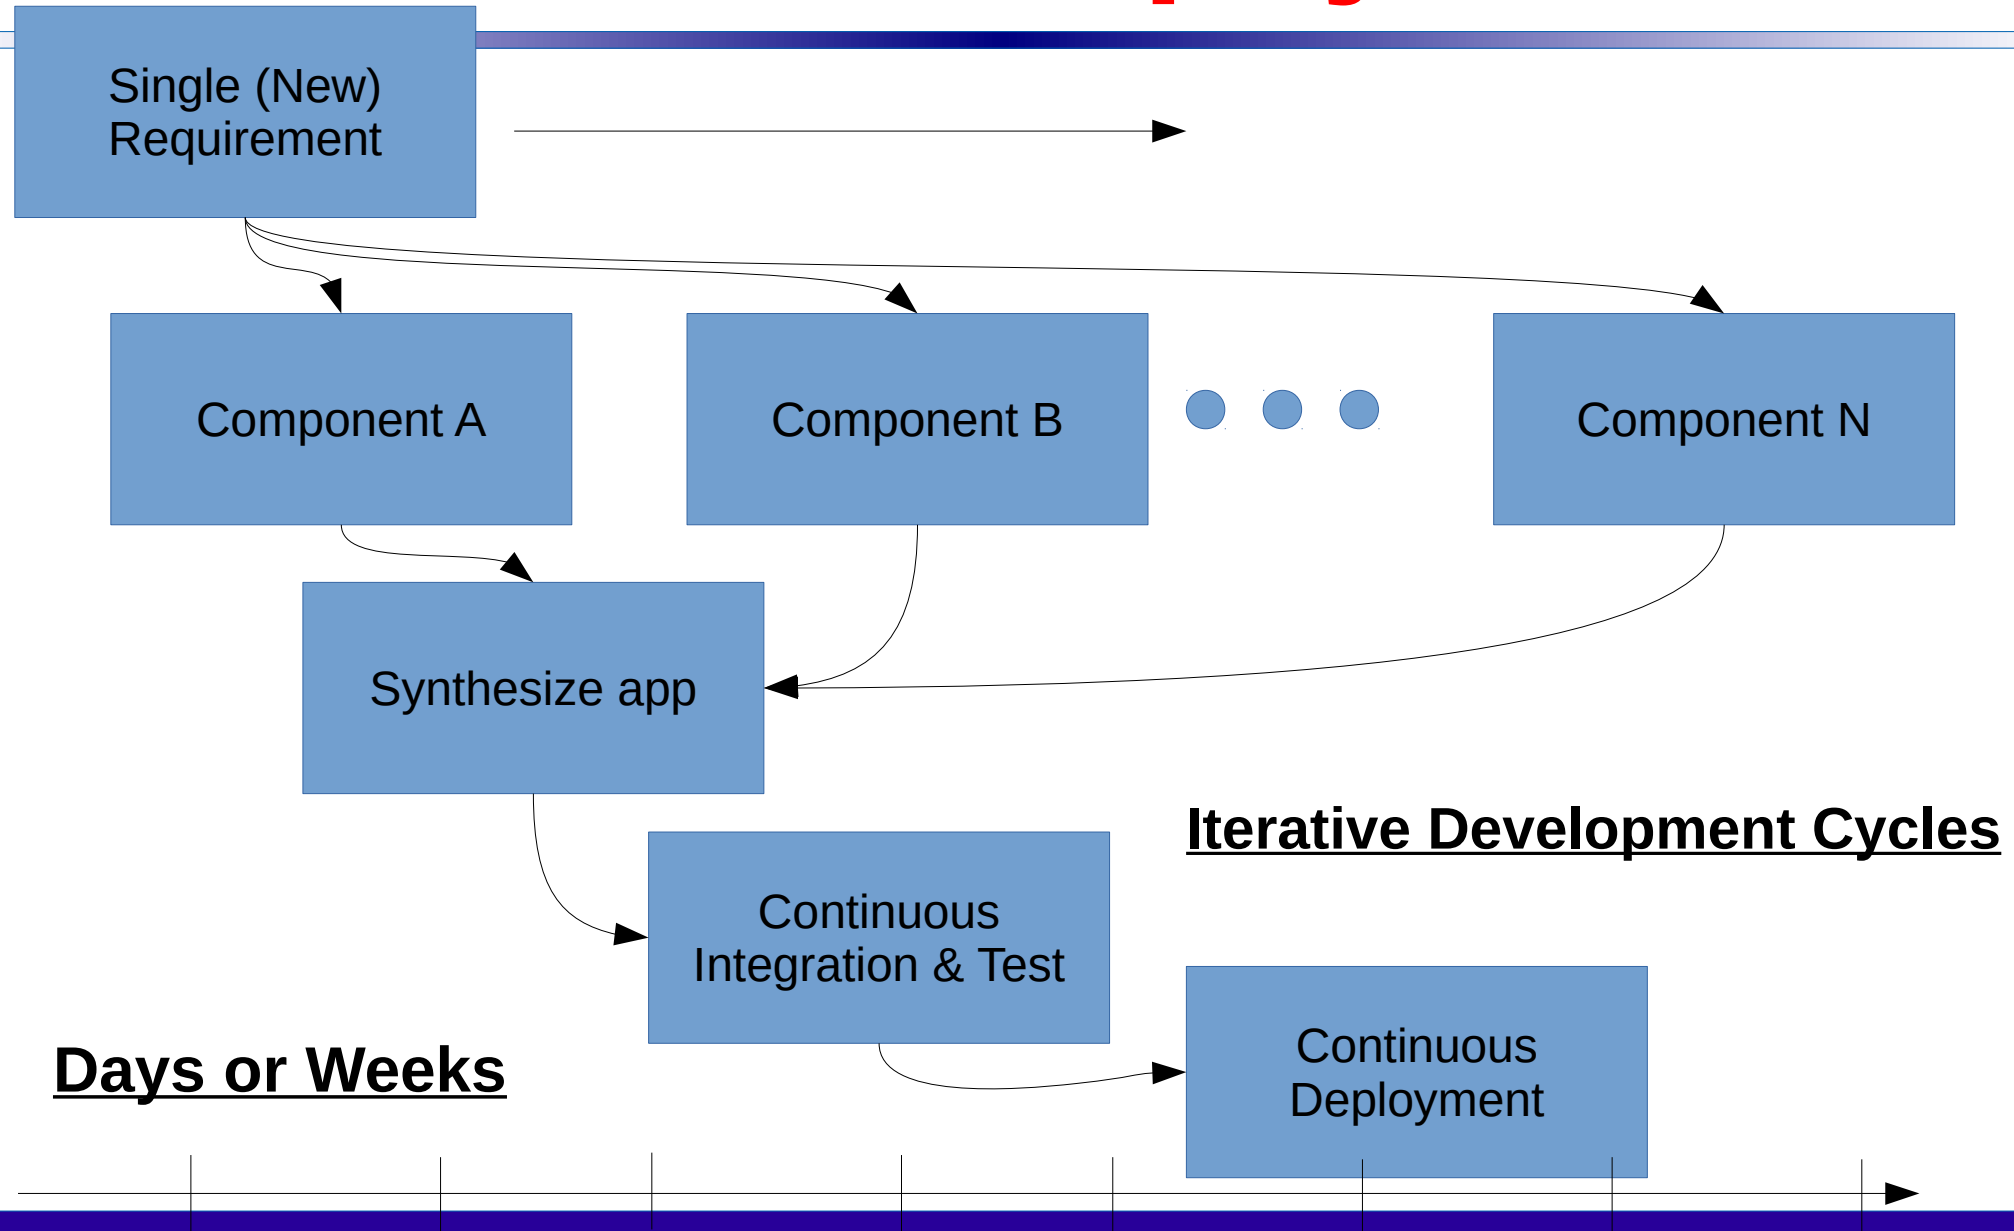 Single (New)
Requirement
Component A
Component B
Component N
Synthesize app
Iterative Development Cycles
Continuous
Integration & Test
Days or Weeks
Continuous
Deployment